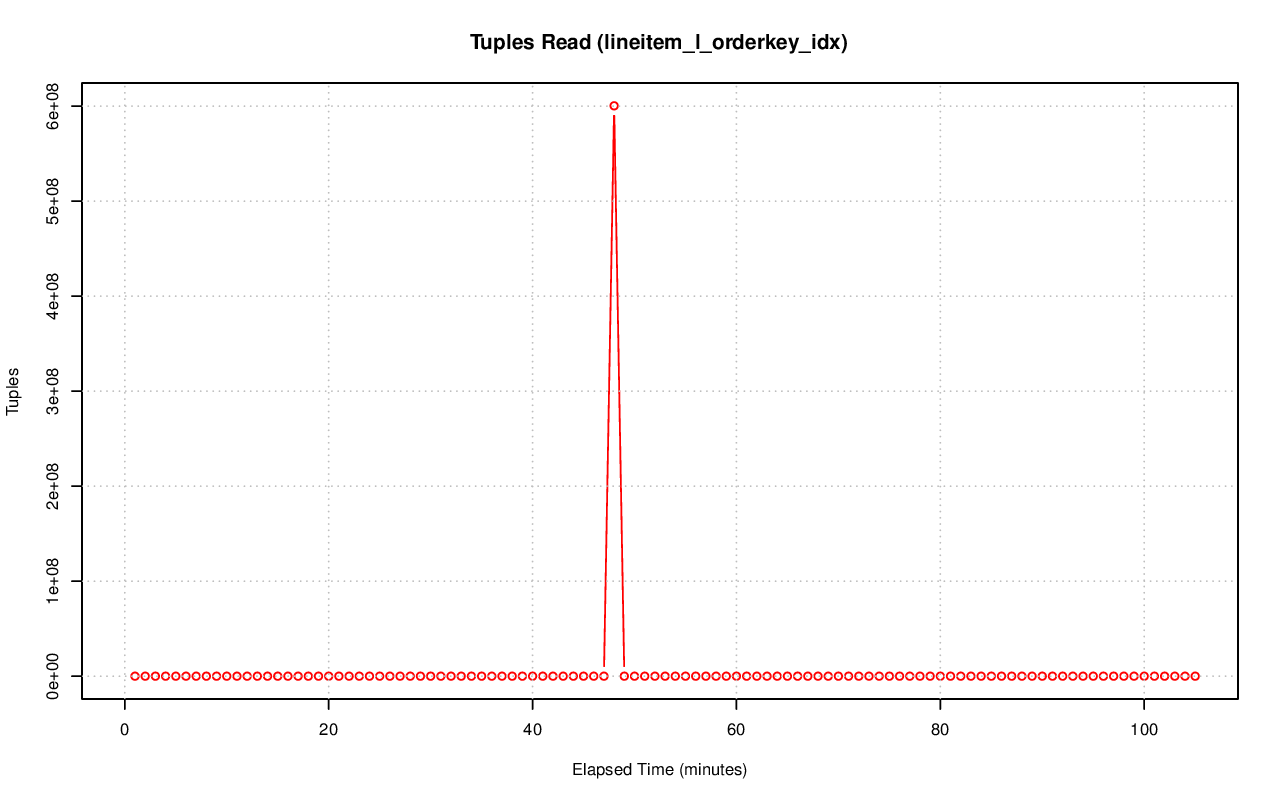 Tuples Read (lineitem_l_orderkey_idx)
6e+08
5e+08
4e+08
3e+08
2e+08
1e+08
0e+00
Tuples
0 20 40 60 80 100
Elapsed Time (minutes)